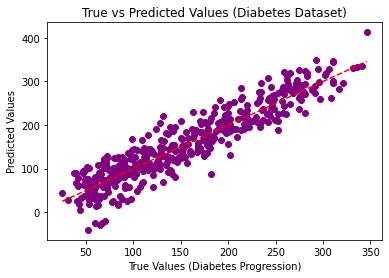 True vs Predicted Values (Diabetes Dataset)
400
300
200
100
0
Predicted Values
50 100 150 200 250 300 350
True Values (Diabetes Progression)